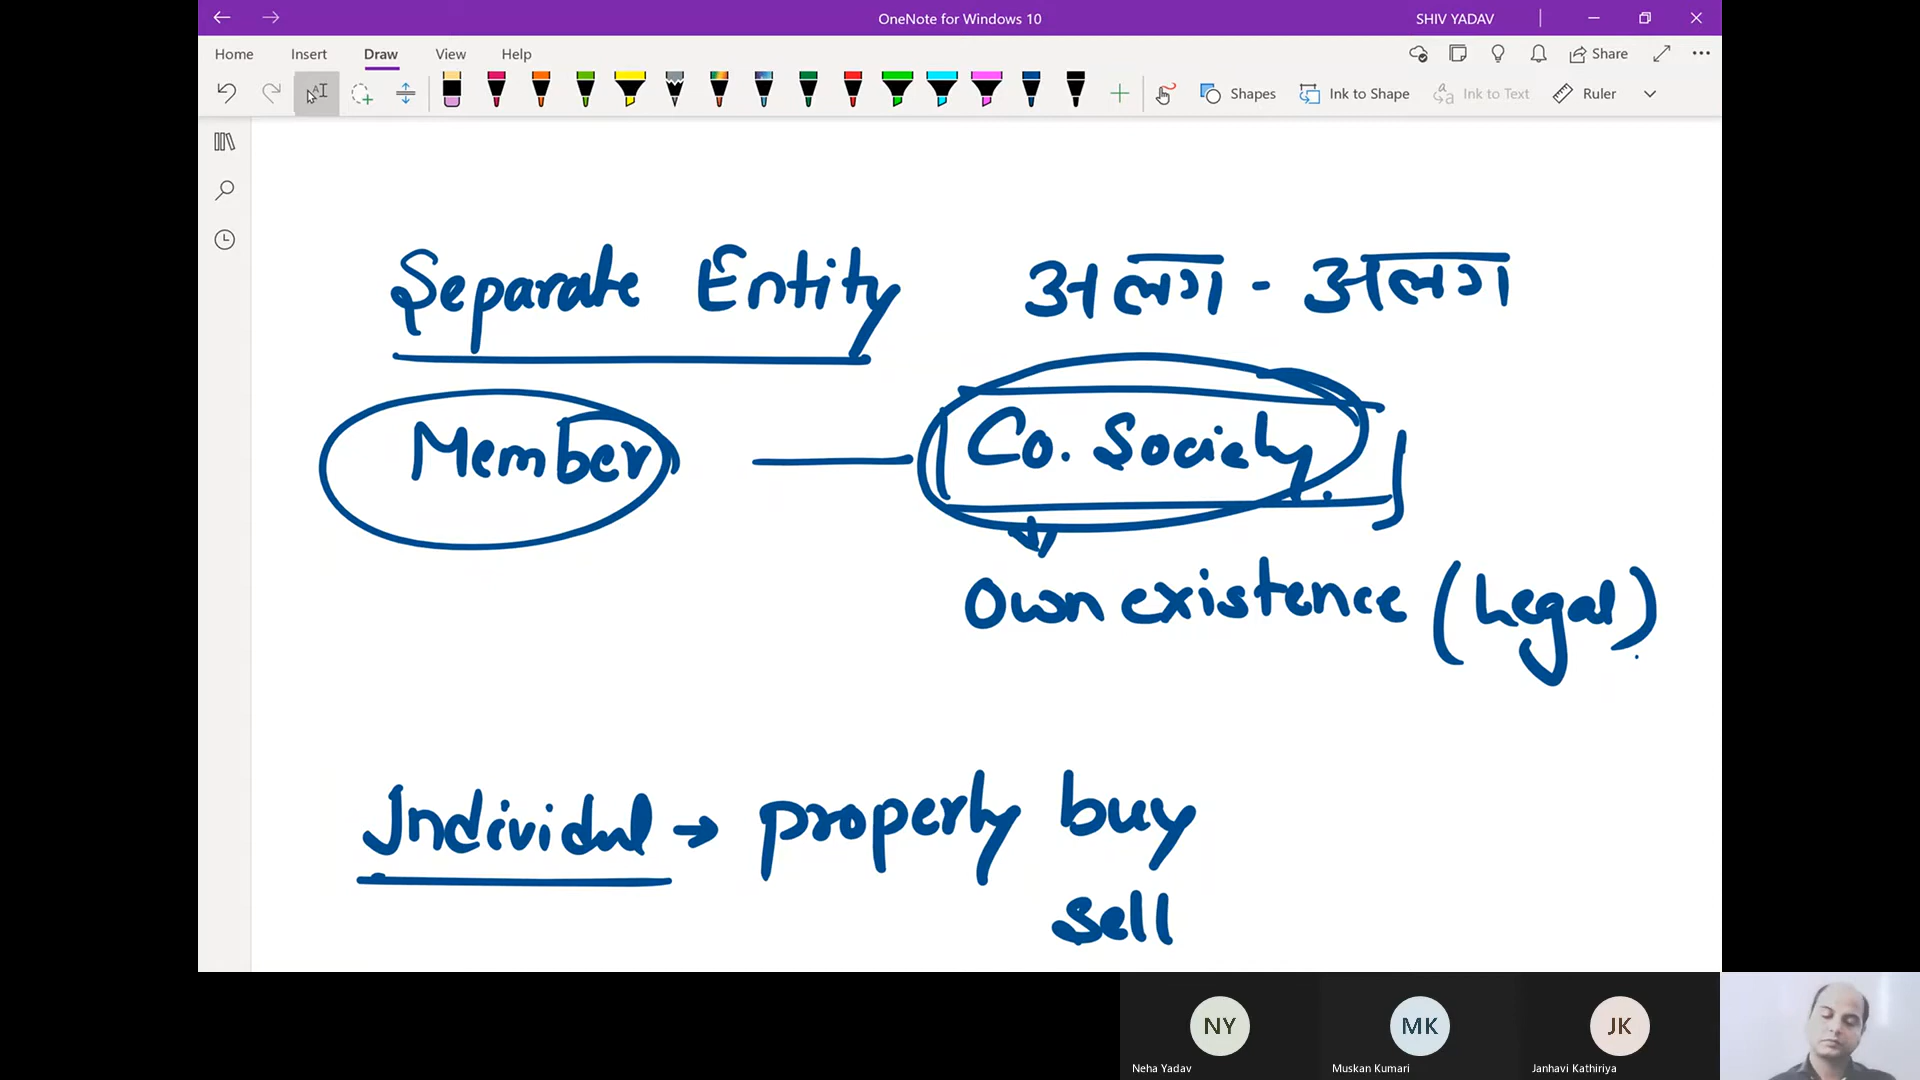 OneNote for Windows 10
SHIV YADAV
Home Insert Draw View Help
Share
Shapes Ink to Shape Ink to Text Ruler
Separate Entity अलग - अलग
Member — Co. Society
Own existence (Legal)
Individual → property buy
sell
NY MK JK
Neha Yadav Muskan Kumari Janhavi Kathiriya